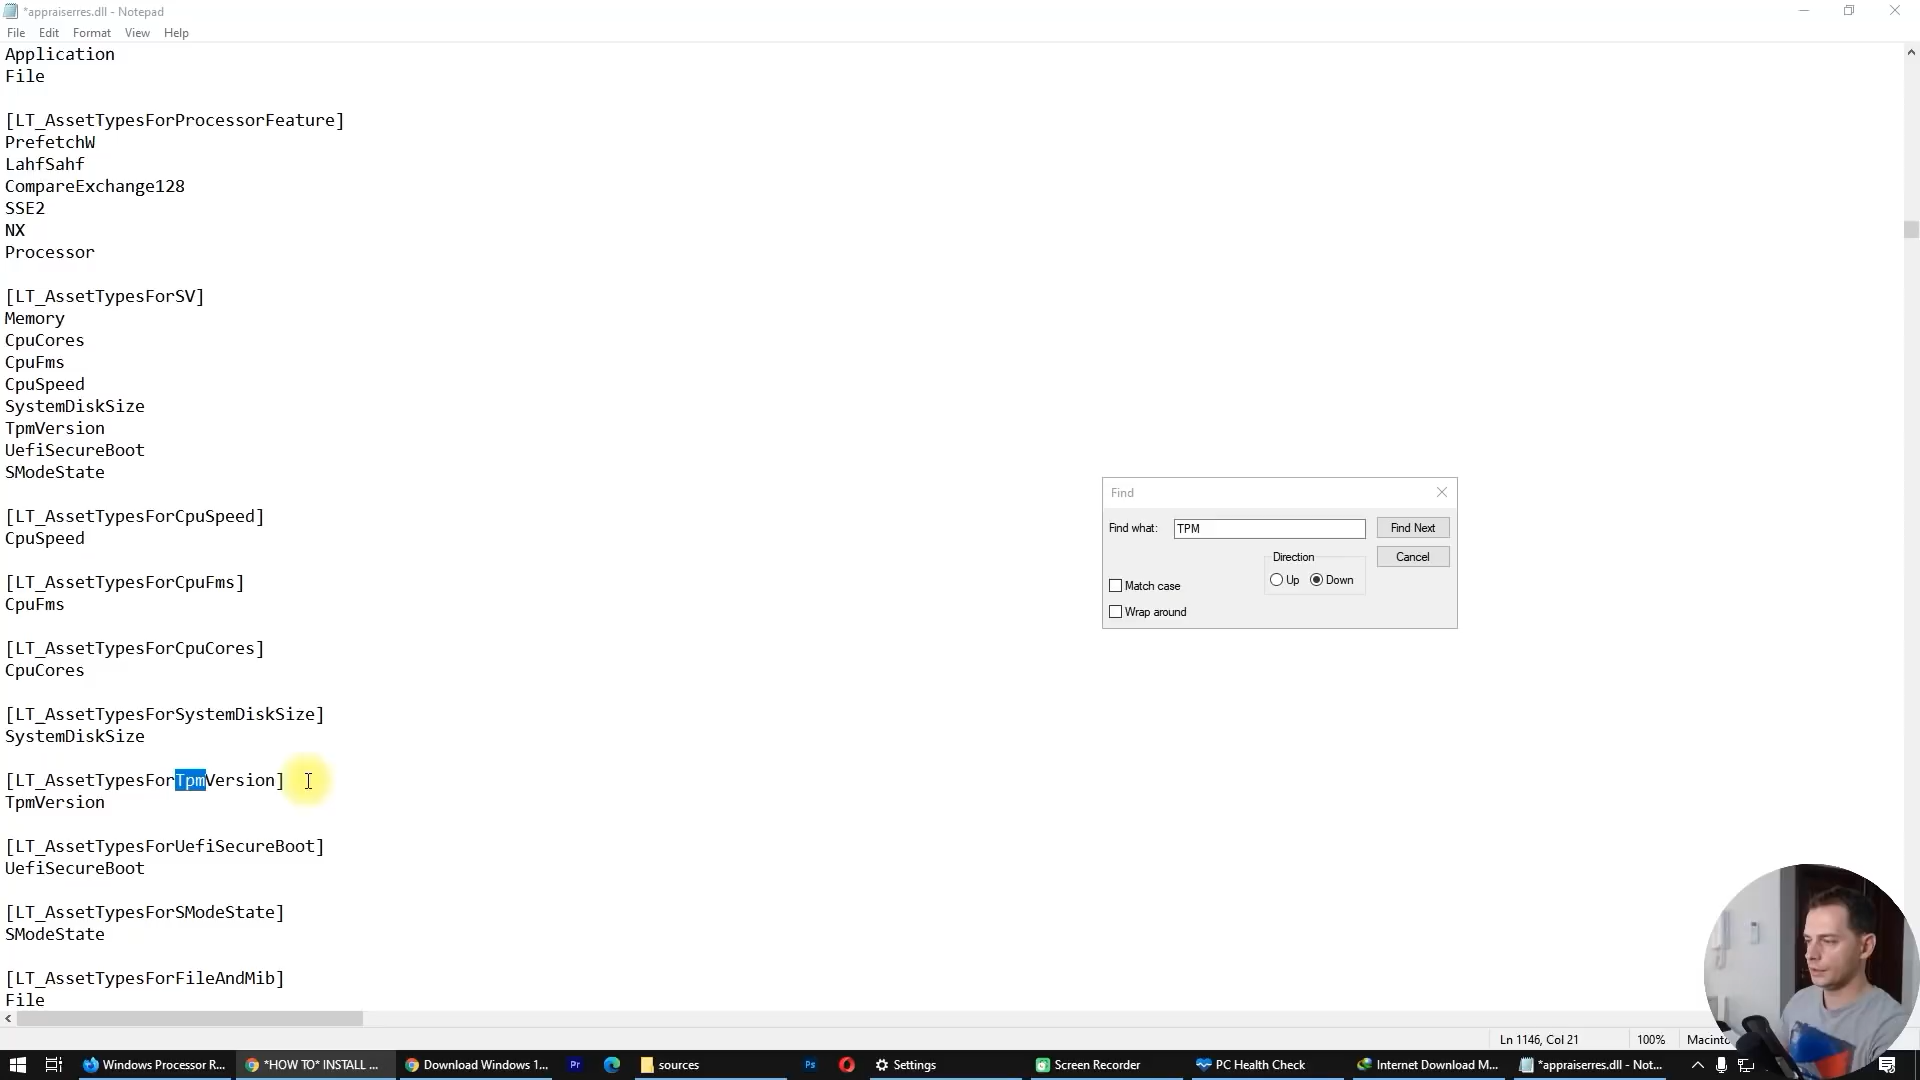 *appraiserres.dll - Notepad
File Edit Format View Help
Application
File
[LT_AssetTypesForProcessorFeature]
PrefetchW
LahfSahf
CompareExchange128
SSE2
NX
Processor
[LT_AssetTypesForSV]
Memory
CpuCores
CpuFms
CpuSpeed
SystemDiskSize
TpmVersion
UefiSecureBoot
SModeState
[LT_AssetTypesForCpuSpeed]
CpuSpeed
[LT_AssetTypesForCpuFms]
CpuFms
[LT_AssetTypesForCpuCores]
CpuCores
[LT_AssetTypesForSystemDiskSize]
SystemDiskSize
[LT_AssetTypesForTpmVersion]
TpmVersion
[LT_AssetTypesForUefiSecureBoot]
UefiSecureBoot
[LT_AssetTypesForSModeState]
SModeState
[LT_AssetTypesForFileAndMib]
File
Find
Find what: TPM Find Next
Direction Cancel
Up Down
Match case
Wrap around
Ln 1146, Col 21 100% Macinto
Windows Processor R... *HOW TO* INSTALL ... Download Windows 1... Pr sources Ps Settings Screen Recorder PC Health Check Internet Download M... *appraiserres.dll - Not...